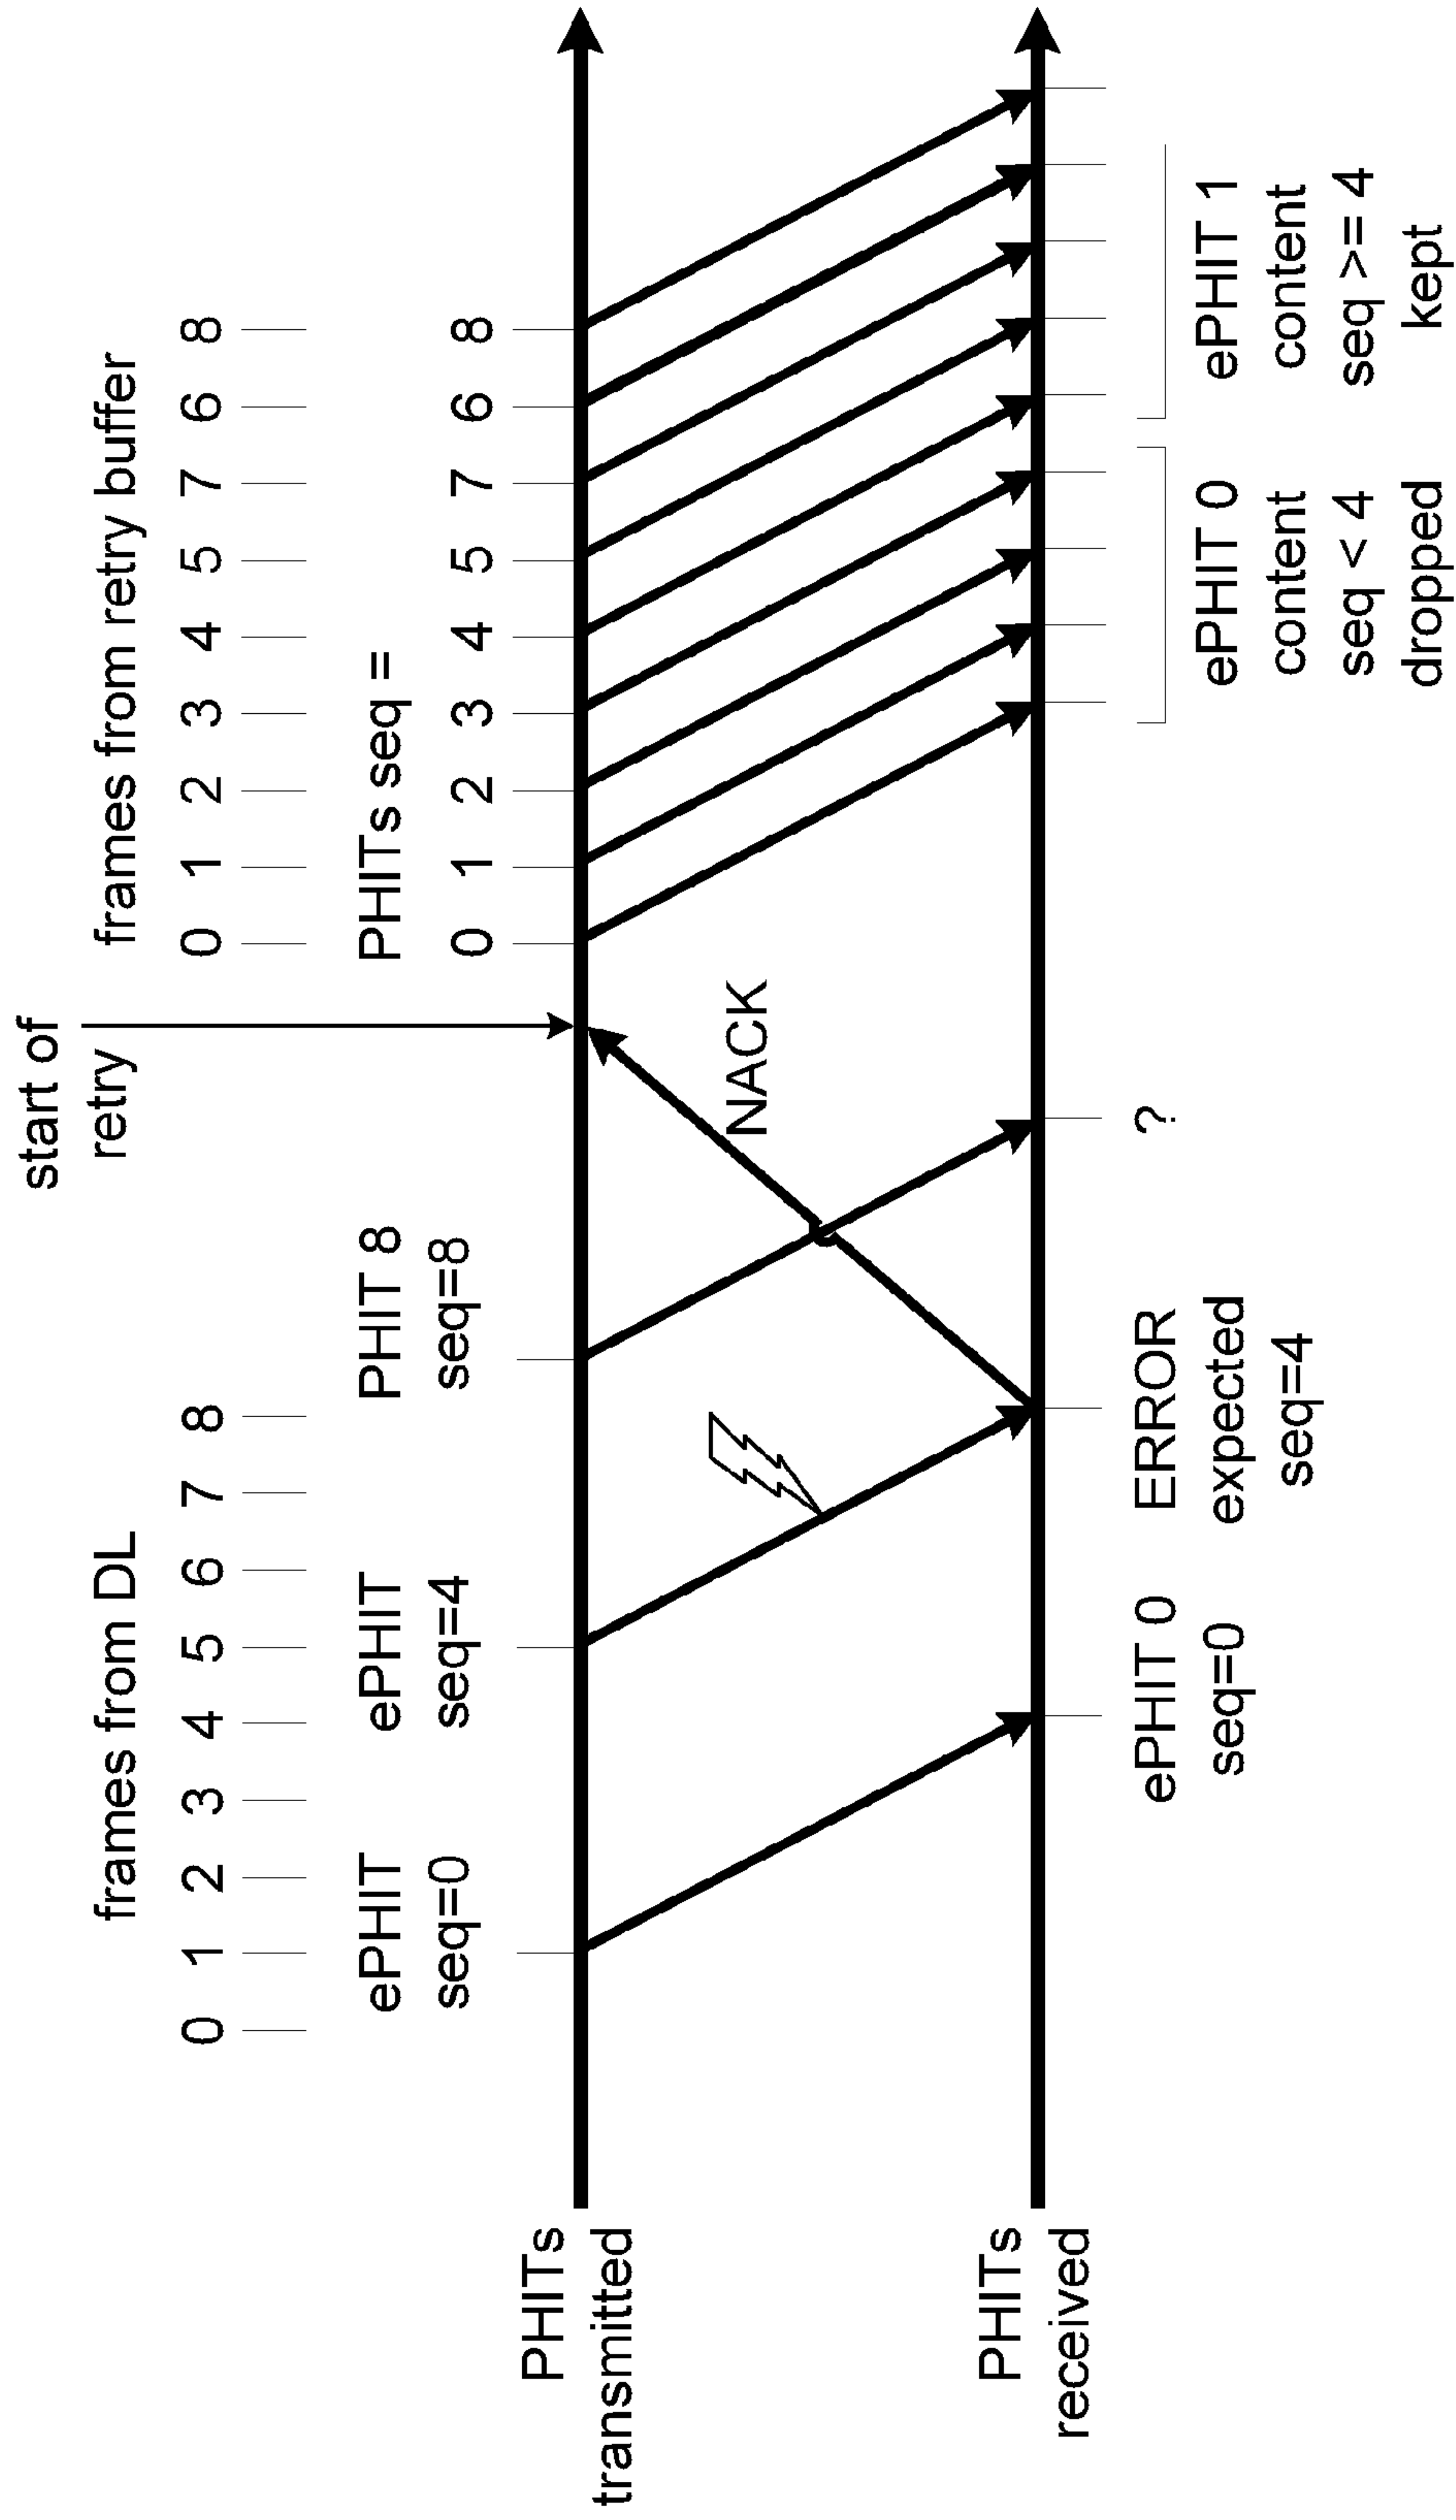 start of
retry
frames from DL
0 1 2 3 4 5 6 7 8
frames from retry buffer
0 1 2 3 4 5 7 6 8
ePHIT
seq=0
ePHIT
seq=4
PHIT 8
seq=8
PHITs seq =
0 1 2 3 4 5 7 6 8
PHITs
transmitted
NACK
PHITs
received
ePHIT 0
seq=0
ERROR
expected
seq=4
?
ePHIT 0
content
seq < 4
dropped
ePHIT 1
content
seq >= 4
kept